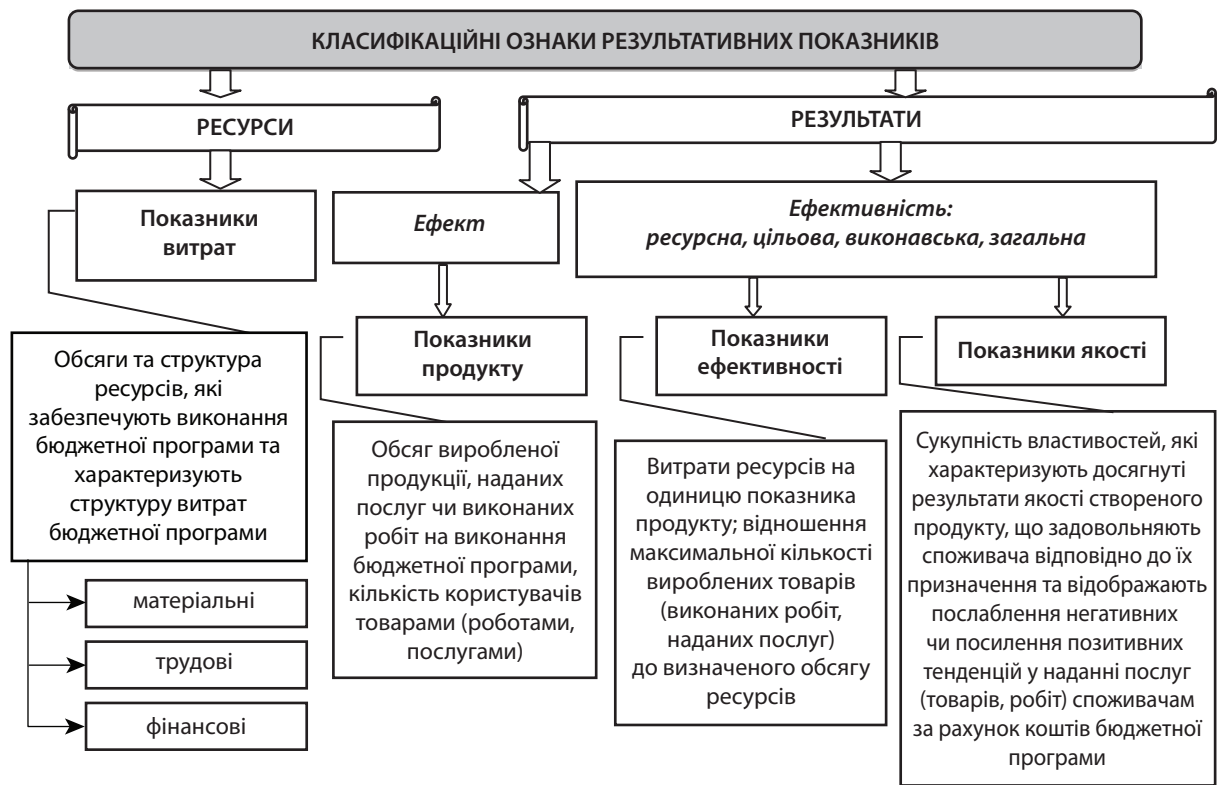 КЛАСИФІКАЦІЙНІ ОЗНАКИ РЕЗУЛЬТАТИВНИХ ПОКАЗНИКІВ
РЕСУРСИ
РЕЗУЛЬТАТИ
Показники
витрат
Ефект
Ефективність:
ресурсна, цільова, виконавська, загальна
Обсяги та структура
ресурсів, які
забезпечують виконання
бюджетної програми та
характеризують
структуру витрат
бюджетної програми
матеріальні
трудові
фінансові
Показники
продукту
Обсяг виробленої
продукції, наданих
послуг чи виконаних
робіт на виконання
бюджетної програми,
кількість користувачів
товарами (роботами,
послугами)
Показники
ефективності
Витрати ресурсів на
одиницю показника
продукту; відношення
максимальної кількості
вироблених товарів
(виконаних робіт,
наданих послуг)
до визначеного обсягу
ресурсів
Показники якості
Сукупність властивостей, які
характеризують досягнуті
результати якості створеного
продукту, що задовольняють
споживача відповідно до їх
призначення та відображають
послаблення негативних
чи посилення позитивних
тенденцій у наданні послуг
(товарів, робіт) споживачам
за рахунок коштів бюджетної
програми